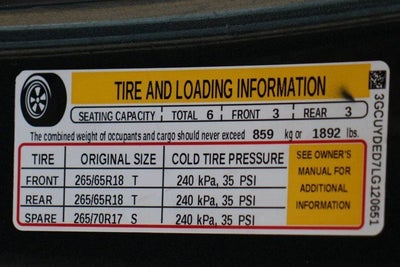 TIRE AND LOADING INFORMATION
SEATING CAPACITY TOTAL 6 FRONT 3 REAR 3
The combined weight of occupants and cargo should never exceed 859 kg or 1892 lbs.
TIRE ORIGINAL SIZE COLD TIRE PRESSURE
FRONT 265/65R18 T 240 kPa, 35 PSI
REAR 265/65R18 T 240 kPa, 35 PSI
SPARE 265/70R17 S 240 kPa, 35 PSI
SEE OWNER'S
MANUAL FOR
ADDITIONAL
INFORMATION
3GCUYDED7LG120651